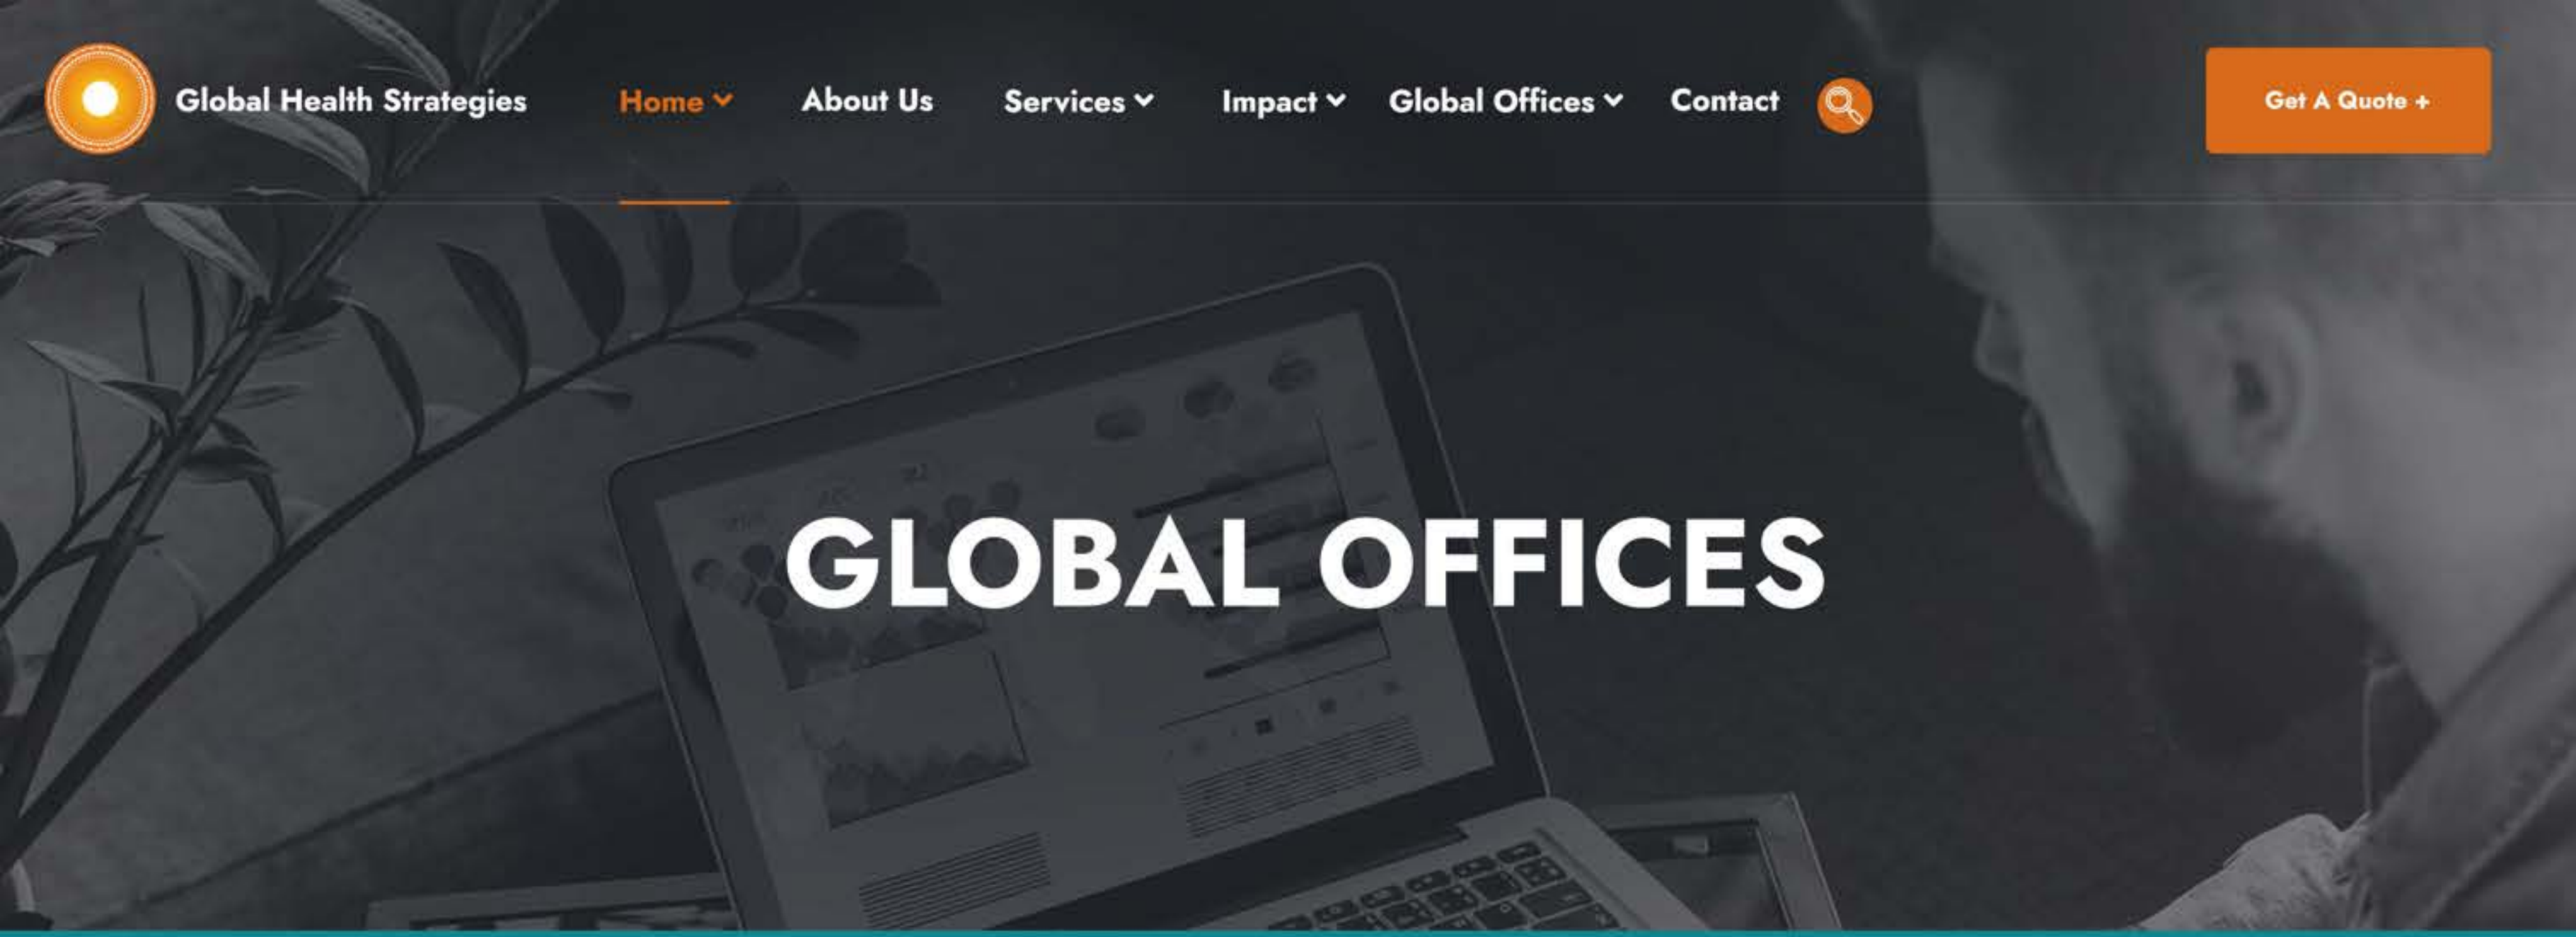 Global Health Strategies Home About Us Services Impact Global Offices Contact Get A Quote +
GLOBAL OFFICES